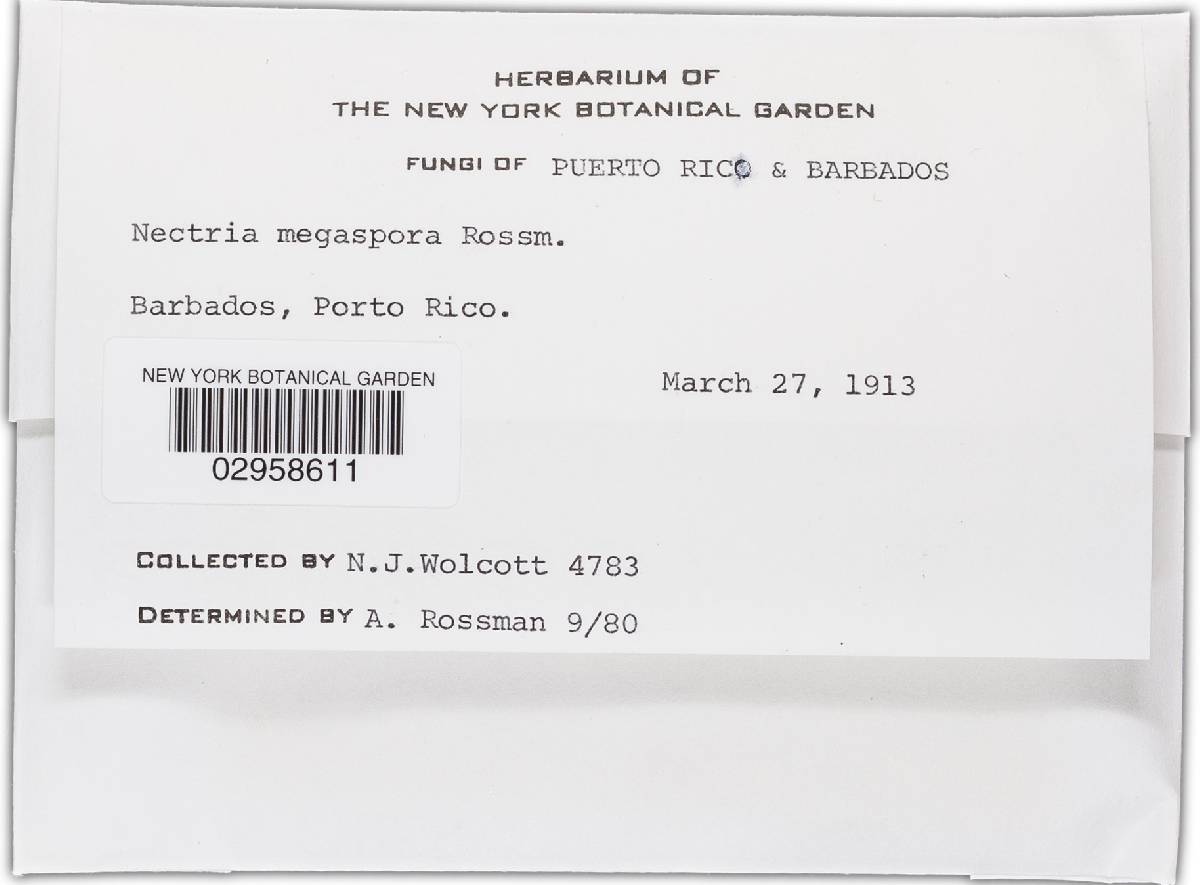 HERBARIUM OF
THE NEW YORK BOTANICAL GARDEN
FUNGI OF PUERTO RICO & BARBADOS
Nectria megaspora Rossm.
Barbados, Porto Rico.
NEW YORK BOTANICAL GARDEN
02958611
March 27, 1913
COLLECTED BY N.J.Wolcott 4783
DETERMINED BY A. Rossman 9/80